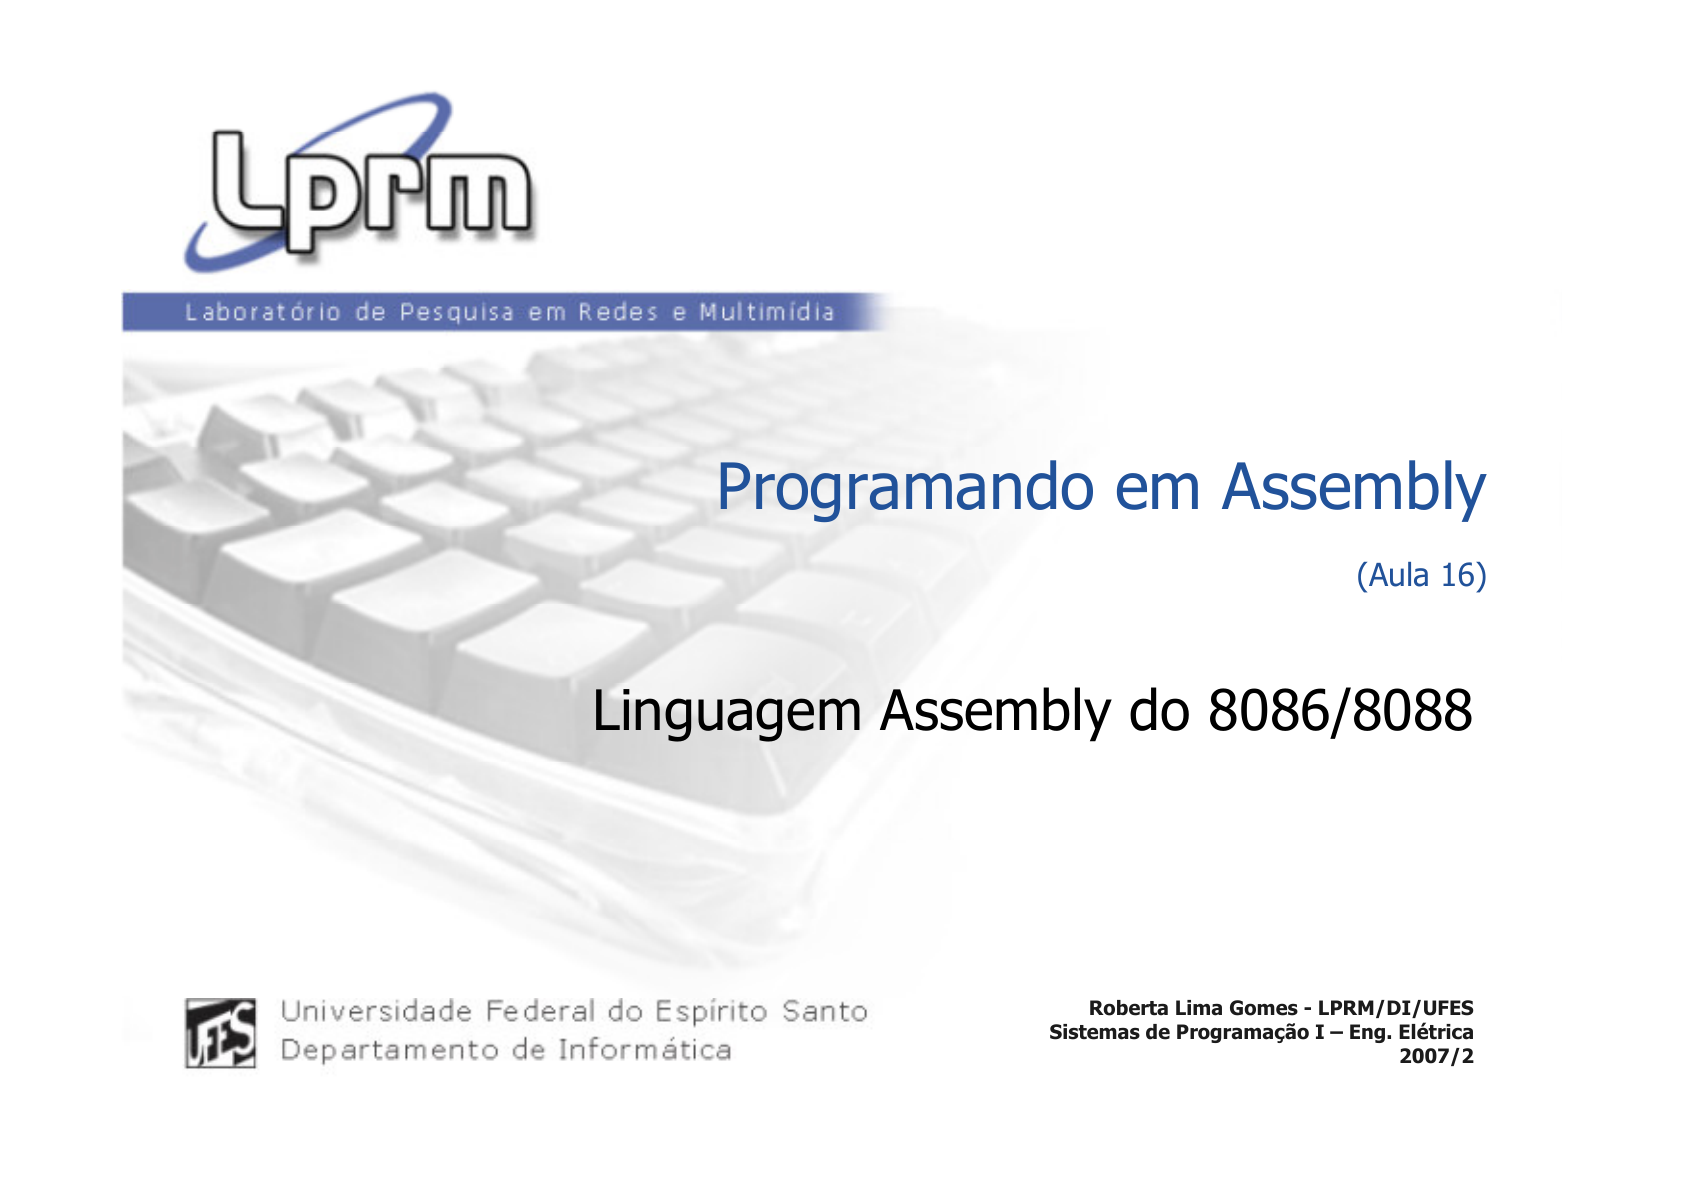 Lprm
Laboratório de Pesquisa em Redes e Multimídia
Programando em Assembly
(Aula 16)
Linguagem Assembly do 8086/8088
UFES
Universidade Federal do Espírito Santo
Departamento de Informática
Roberta Lima Gomes - LPRM/DI/UFES
Sistemas de Programação I – Eng. Elétrica
2007/2